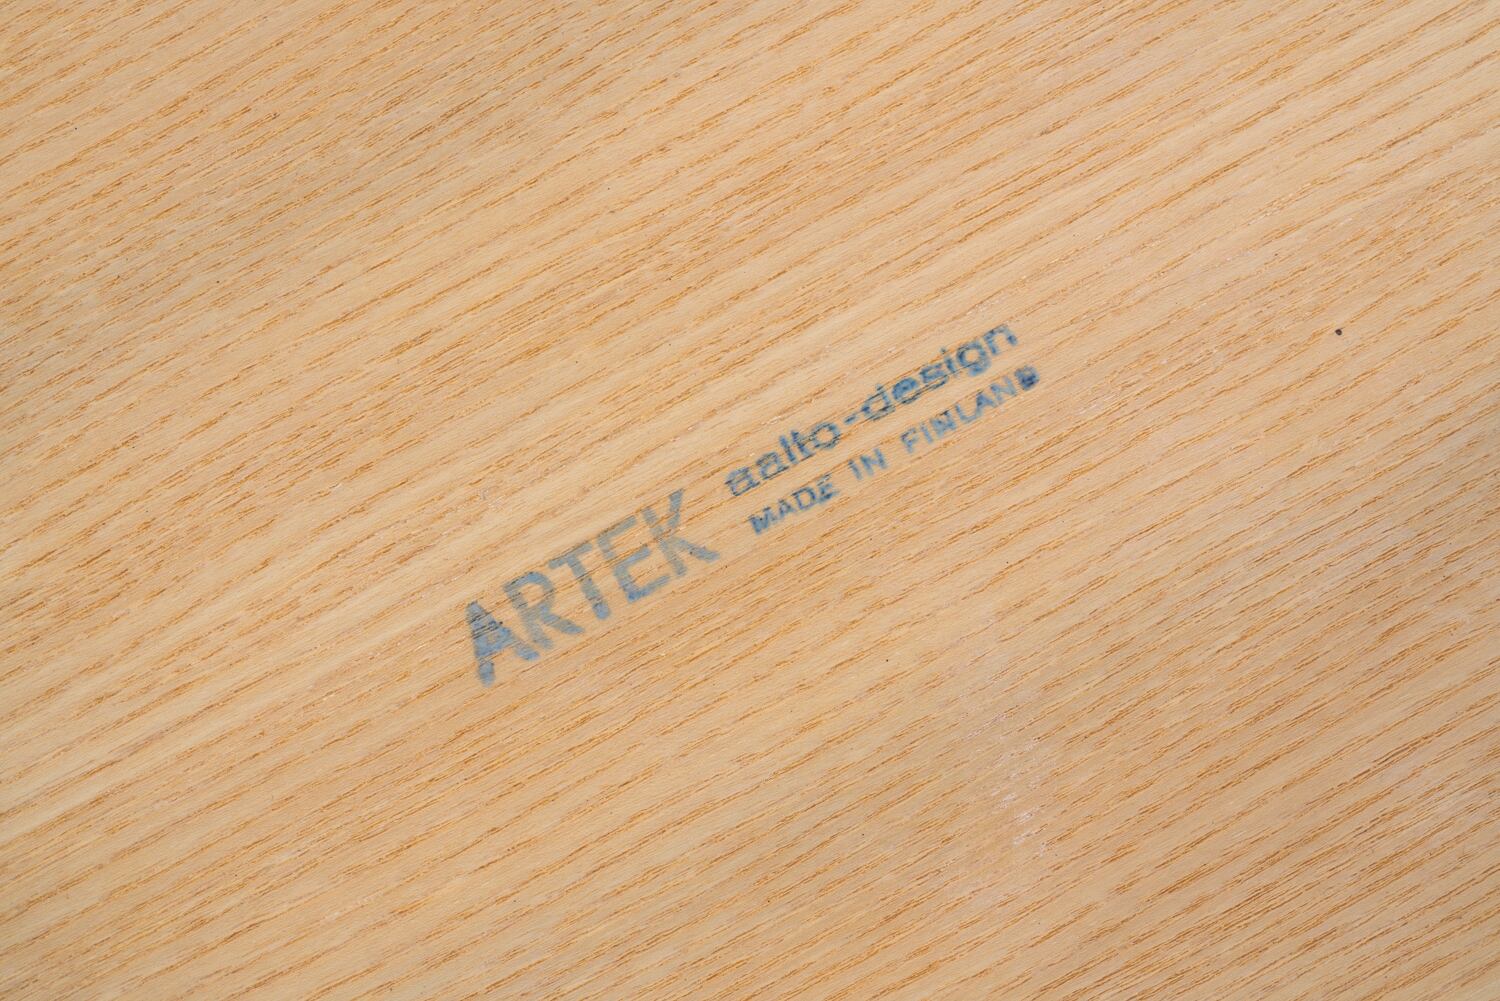 ARTEK
aalto-design
MADE IN FINLAND